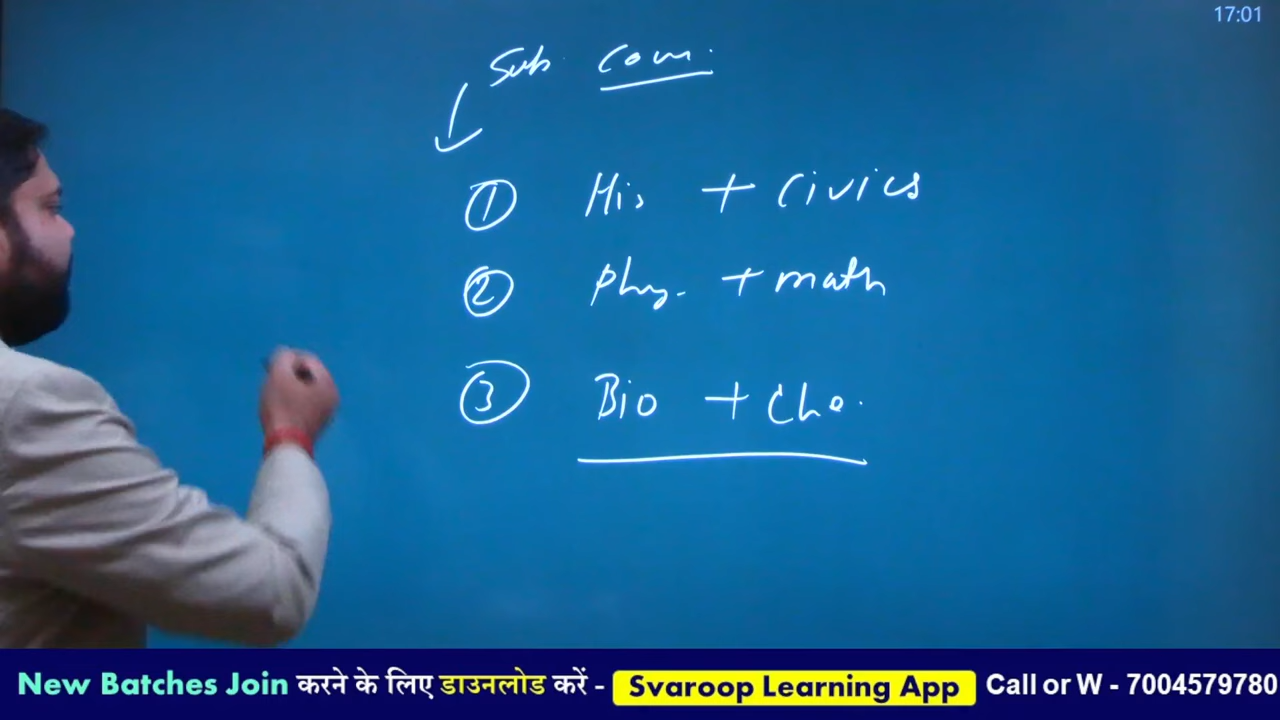 17:01
Sub. Com.
① His + Civics
② Phy. + math
③ Bio + Che.
New Batches Join करने के लिए डाउनलोड करें - Svaroop Learning App Call or W - 7004579780